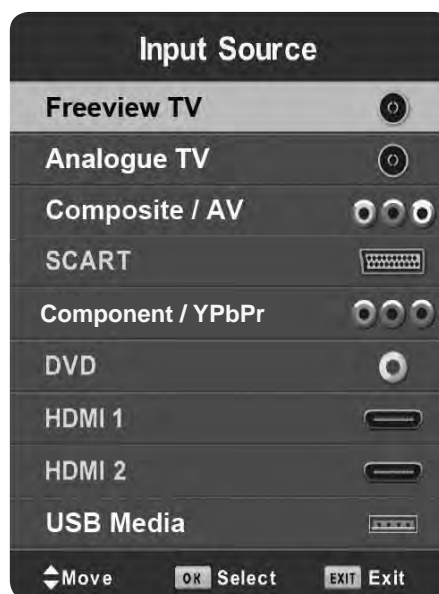 Input Source
Freeview TV
Analogue TV
Composite / AV
SCART
Component / YPbPr
DVD
HDMI 1
HDMI 2
USB Media
Move OK Select EXIT Exit